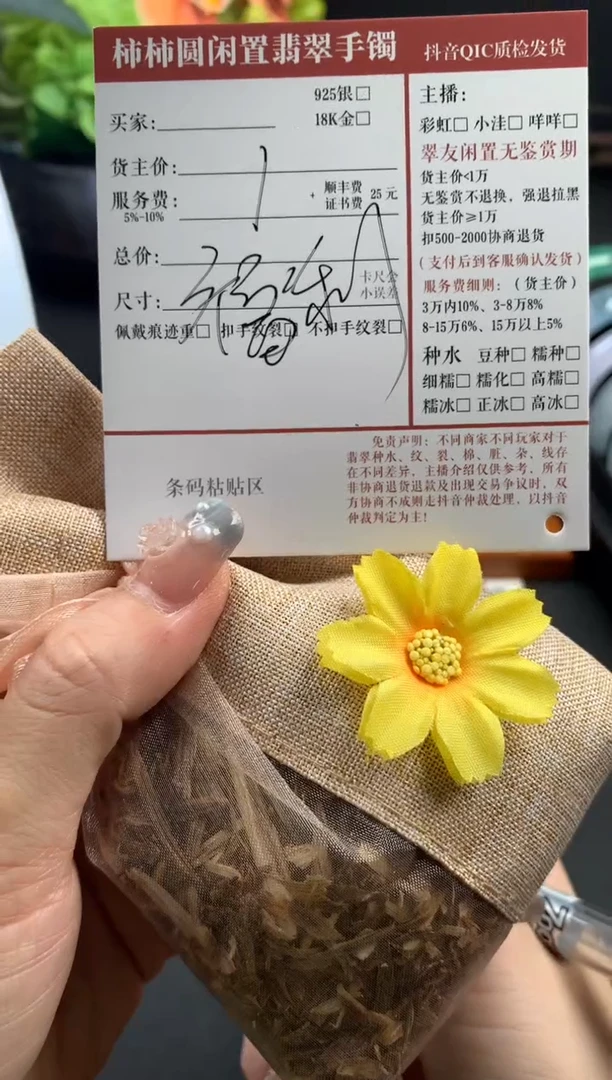 柿柿圆闲置翡翠手镯 抖音QIC质检发货
925银□
买家: 18K金□
货主价:
服务费: + 顺丰费 证书费 25元
5%-10%
总价:
尺寸:
佩戴痕迹重□ 扣手纹裂□ 不扣手纹裂□
主播:
彩虹□ 小洼□ 咩咩□
翠友闲置无鉴赏期
货主价<1万
无鉴赏不退换，强退拉黑
货主价≥1万
扣500-2000协商退货
(支付后到客服确认发货)
服务费细则：(货主价)
3万内10%、3-8万8%
8-15万6%、15万以上5%
种水 豆种□ 糯种□
细糯□ 糯化□ 高糯□
糯冰□ 正冰□ 高冰□
条码粘贴区
免责声明：不同商家不同玩家对于
翡翠种水、纹、裂、棉、脏、杂、线存
在不同差异，主播介绍仅供参考，所有
非协商退货退款及出现交易争议时，双
方协商不成则走抖音仲裁处理，以抖音
仲裁判定为主!